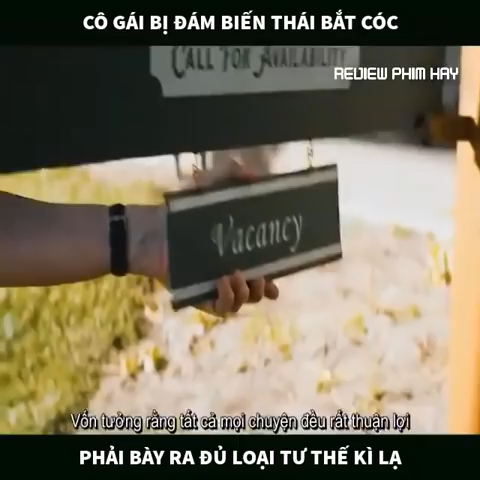 CÔ GÁI BỊ ĐÁM BIẾN THÁI BẮT CÓC
CALL FOR AVAILABILITY
REVIEW PHIM HAY
Vacancy
Vốn tưởng rằng tất cả mọi chuyện đều rất thuận lợi
PHẢI BÀY RA ĐỦ LOẠI TƯ THẾ KÌ LẠ